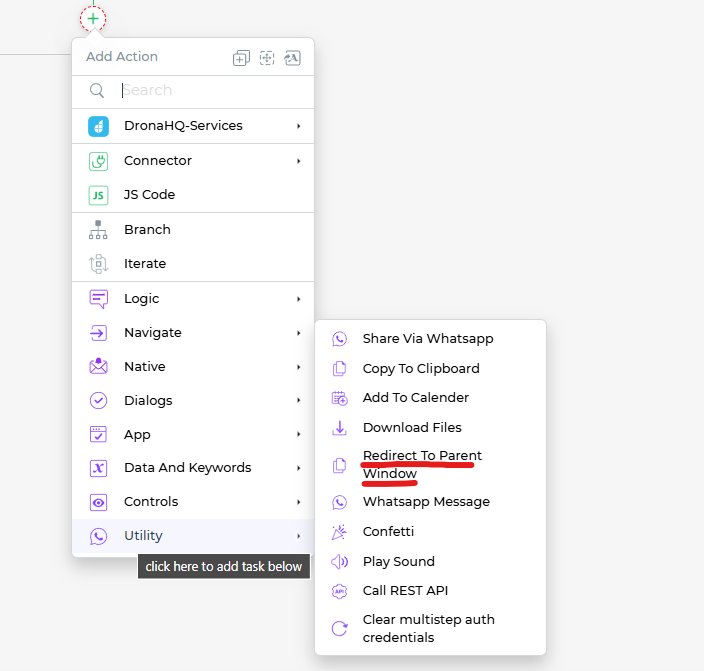 Add Action
Search
DronaHQ-Services
Connector
JS
JS Code
Branch
Iterate
Logic
Navigate
Native
Dialogs
App
Data And Keywords
Controls
Utility
click here to add task below
Share Via Whatsapp
Copy To Clipboard
Add To Calender
Download Files
Redirect To Parent
Window
Whatsapp Message
Confetti
Play Sound
API
Call REST API
Clear multistep auth
credentials